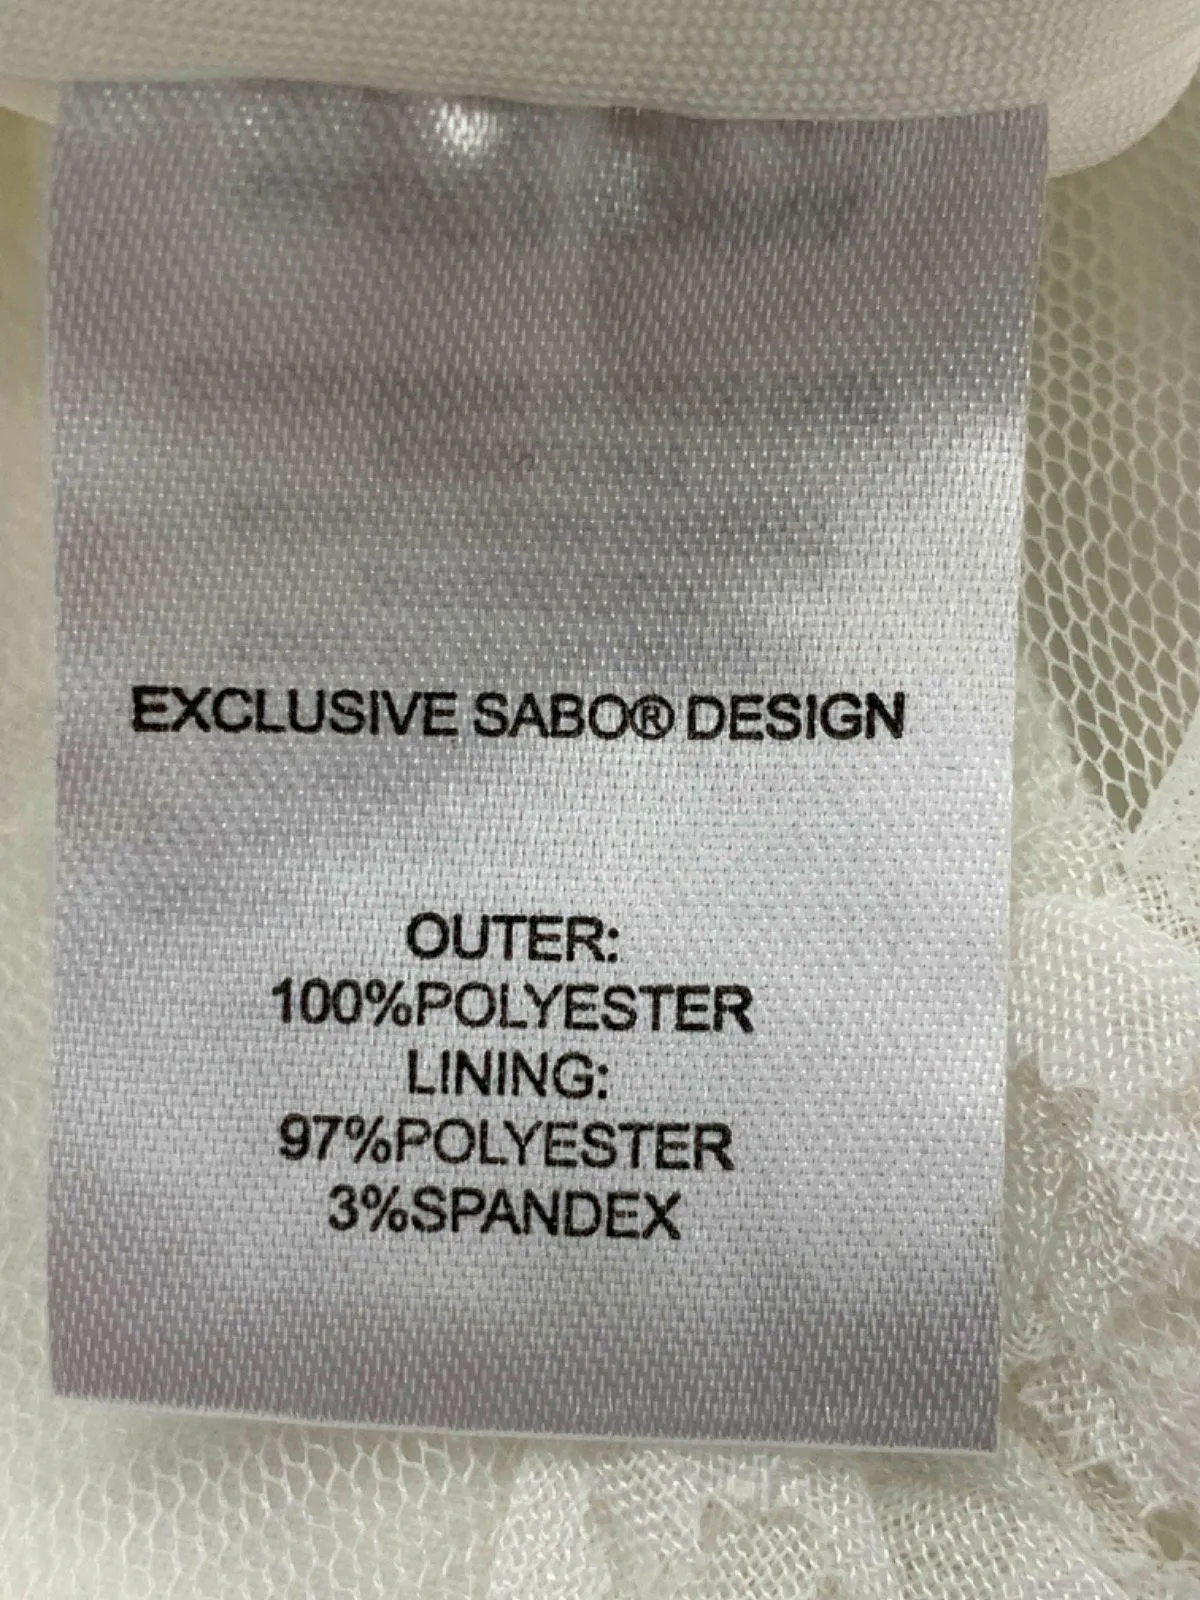 EXCLUSIVE SABO® DESIGN
OUTER:
100%POLYESTER
LINING:
97%POLYESTER
3%SPANDEX